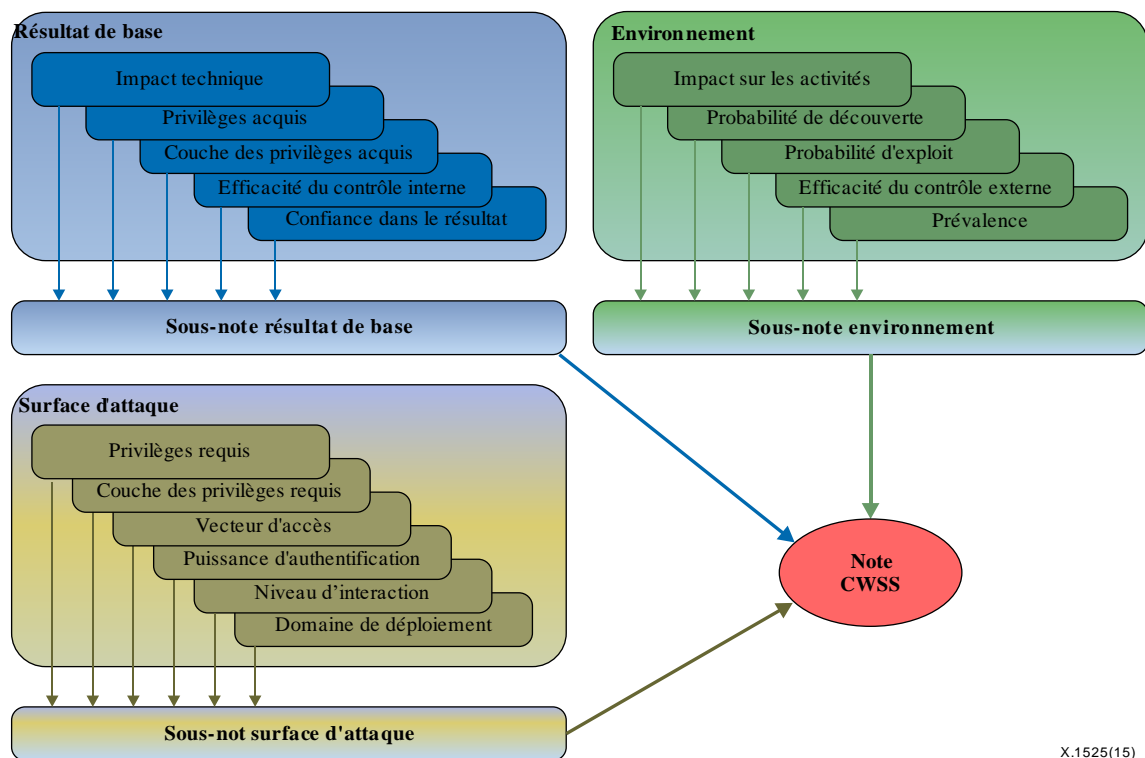 Résultat de base
Impact technique
Privilèges acquis
Couche des privilèges acquis
Efficacité du contrôle interne
Confiance dans le résultat
Sous-note résultat de base
Environnement
Impact sur les activités
Probabilité de découverte
Probabilité d'exploit
Efficacité du contrôle externe
Prévalence
Sous-note environnement
Surface d'attaque
Privilèges requis
Couche des privilèges requis
Vecteur d'accès
Puissance d'authentification
Niveau d’interaction
Domaine de déploiement
Sous-not surface d'attaque
Note
CWSS
X.1525(15)